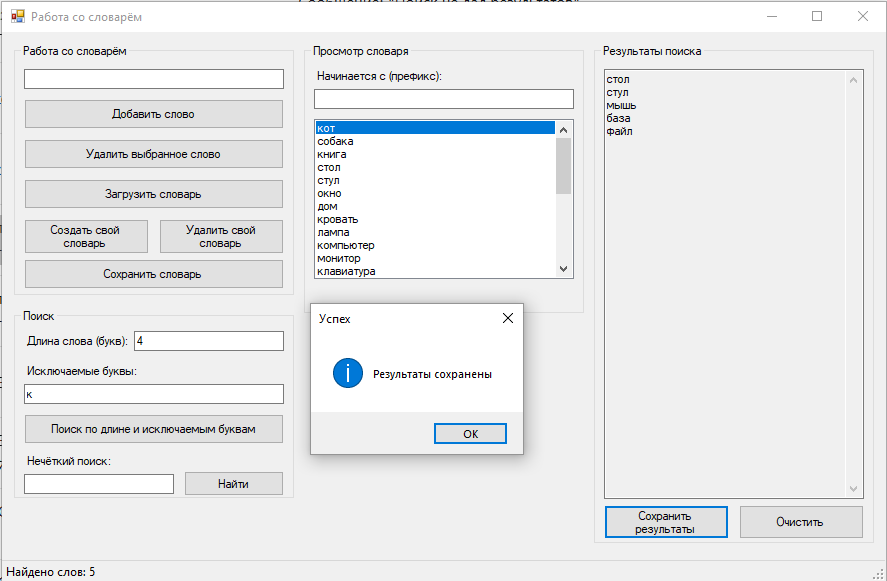 Работа со словарём
Работа со словарём
Добавить слово
Удалить выбранное слово
Загрузить словарь
Создать свой
словарь
Удалить свой
словарь
Сохранить словарь
Поиск
Длина слова (букв):
4
Исключаемые буквы:
к
Поиск по длине и исключаемым буквам
Нечёткий поиск:
Найти
Просмотр словаря
Начинается с (префикс):
кот
собака
книга
стол
стул
окно
дом
кровать
лампа
компьютер
монитор
клавиатура
Успех
Результаты сохранены
ОК
Результаты поиска
стол
стул
мышь
база
файл
Сохранить
результаты
Очистить
Найдено слов: 5